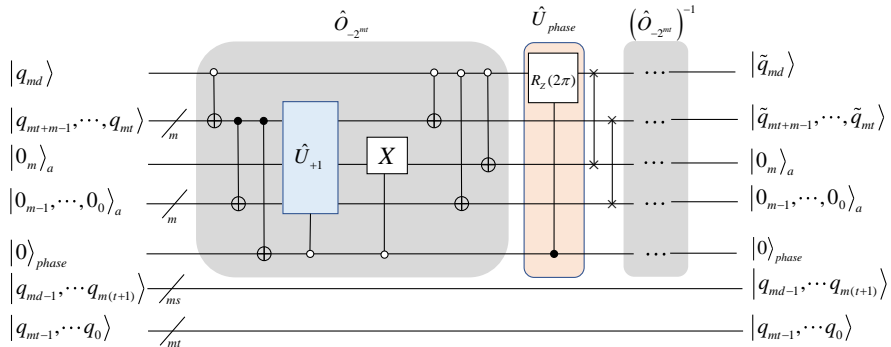 Ô_{-2^{mt}} Û_{phase} (Ô_{-2^{mt}})^{-1}
|q_{md}⟩ R_Z(2π) ··· |q̃_{md}⟩
|q_{mt+m-1},···,q_{mt}⟩ m ··· |q̃_{mt+m-1},···,q̃_{mt}⟩
|0_m⟩_a Û_{+1} X ··· |0_m⟩_a
|0_{m-1},···,0_0⟩_a m ··· |0_{m-1},···,0_0⟩_a
|0⟩_{phase} ··· |0⟩_{phase}
|q_{md-1},···q_{m(t+1)}⟩ ms |q_{md-1},···q_{m(t+1)}⟩
|q_{mt-1},···q_0⟩ mt |q_{mt-1},···q_0⟩